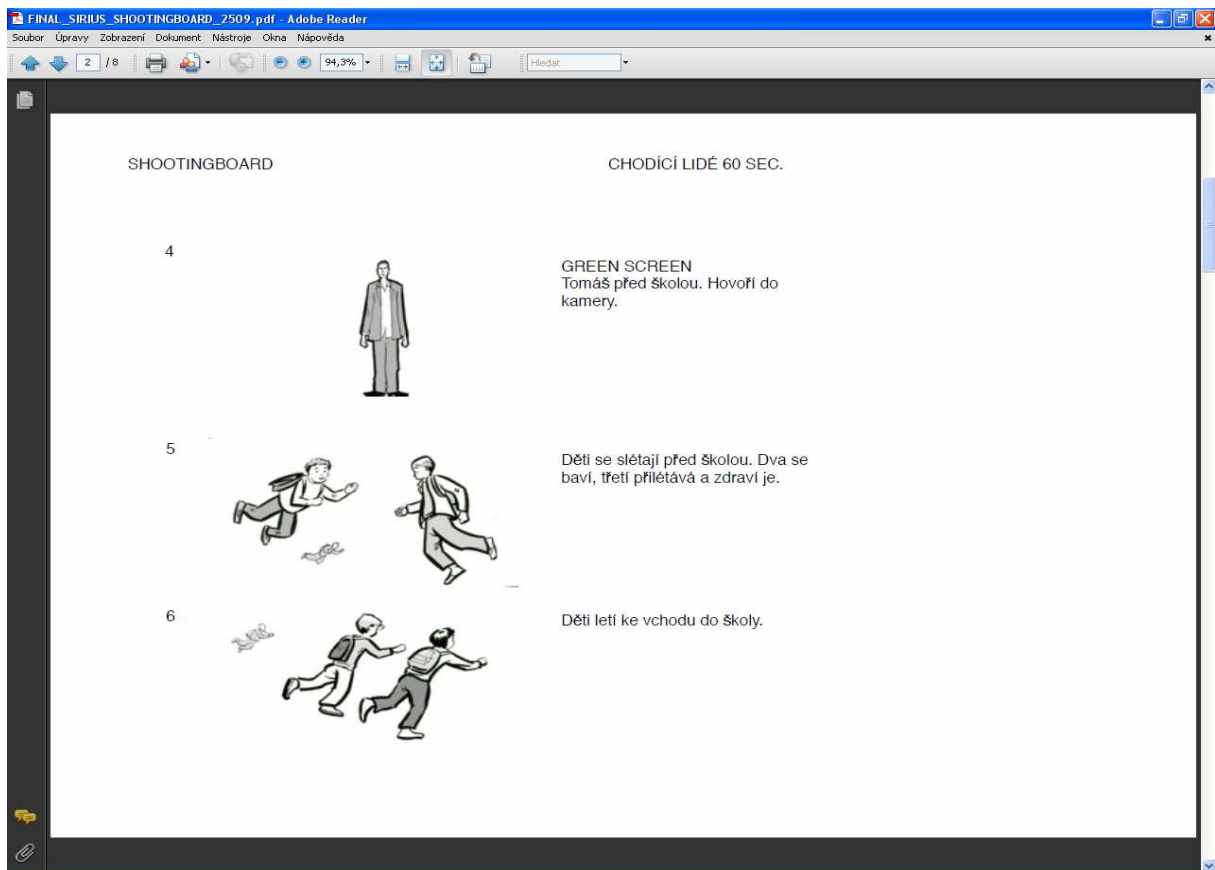 FINAL_SIRIUS_SHOOTINGBOARD_2509.pdf - Adobe Reader
Soubor Úpravy Zobrazení Dokument Nástroje Okna Nápověda
2 / 8 94,3% Hledat
SHOOTINGBOARD CHODÍCÍ LIDÉ 60 SEC.
4
GREEN SCREEN
Tomáš před školou. Hovoří do
kamery.
5
Děti se slétají před školou. Dva se
baví, třetí přilétává a zdraví je.
6
Děti letí ke vchodu do školy.